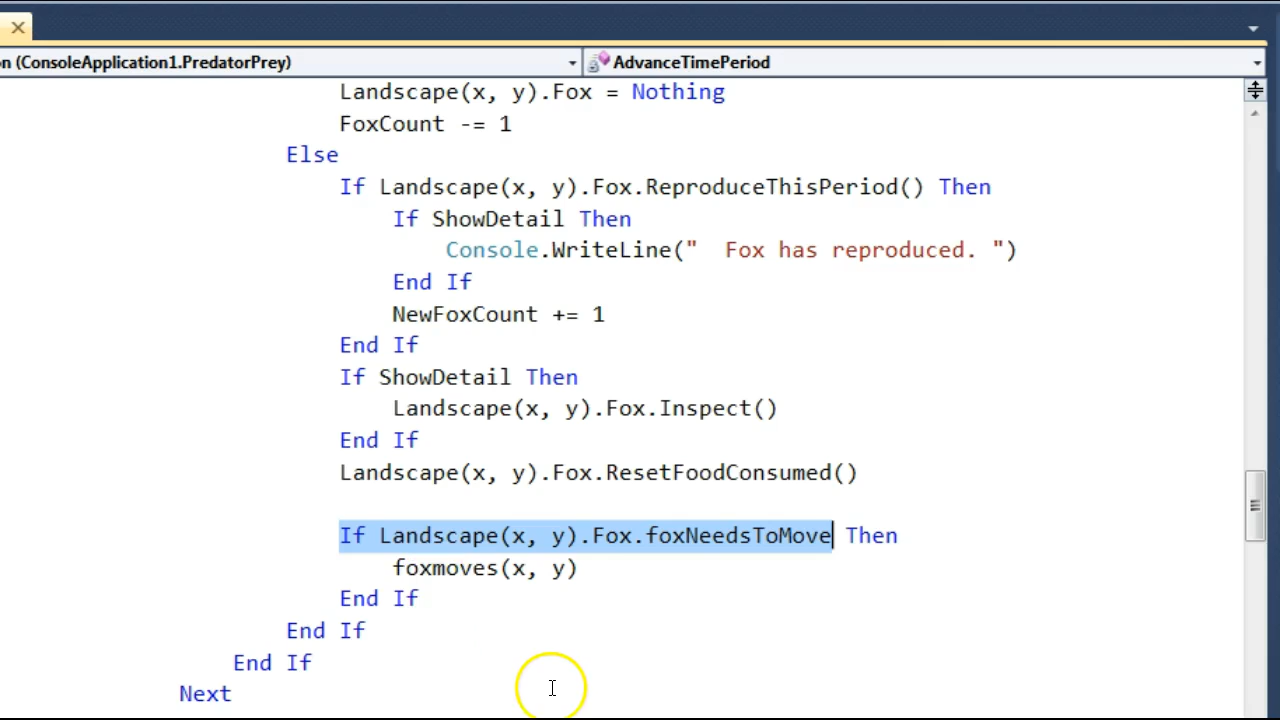 n (ConsoleApplication1.PredatorPrey) AdvanceTimePeriod
Landscape(x, y).Fox = Nothing
FoxCount -= 1
Else
If Landscape(x, y).Fox.ReproduceThisPeriod() Then
If ShowDetail Then
Console.WriteLine("  Fox has reproduced. ")
End If
NewFoxCount += 1
End If
If ShowDetail Then
Landscape(x, y).Fox.Inspect()
End If
Landscape(x, y).Fox.ResetFoodConsumed()
If Landscape(x, y).Fox.foxNeedsToMove Then
foxmoves(x, y)
End If
End If
End If
Next